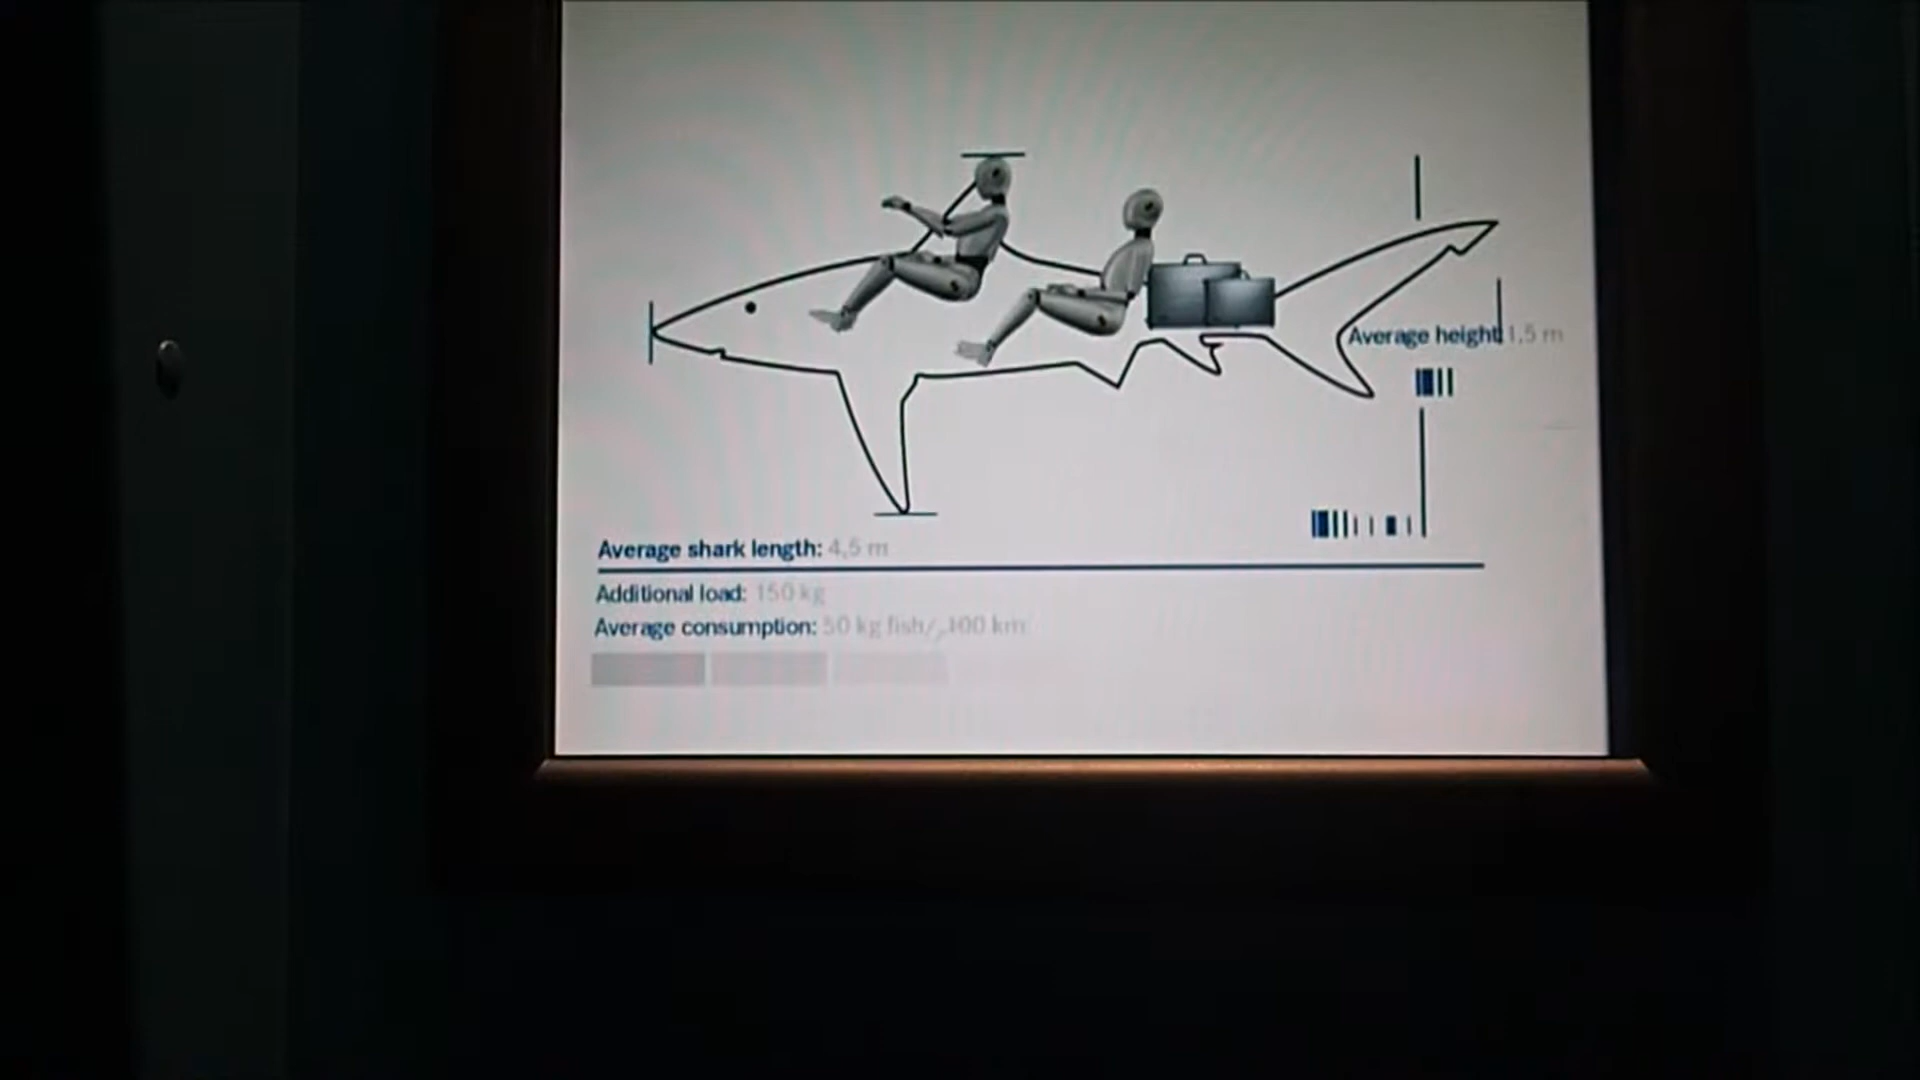 Average height 1,5 m
Average shark length: 4,5 m
Additional load: 150 kg
Average consumption: 50 kg fish/ 100 km